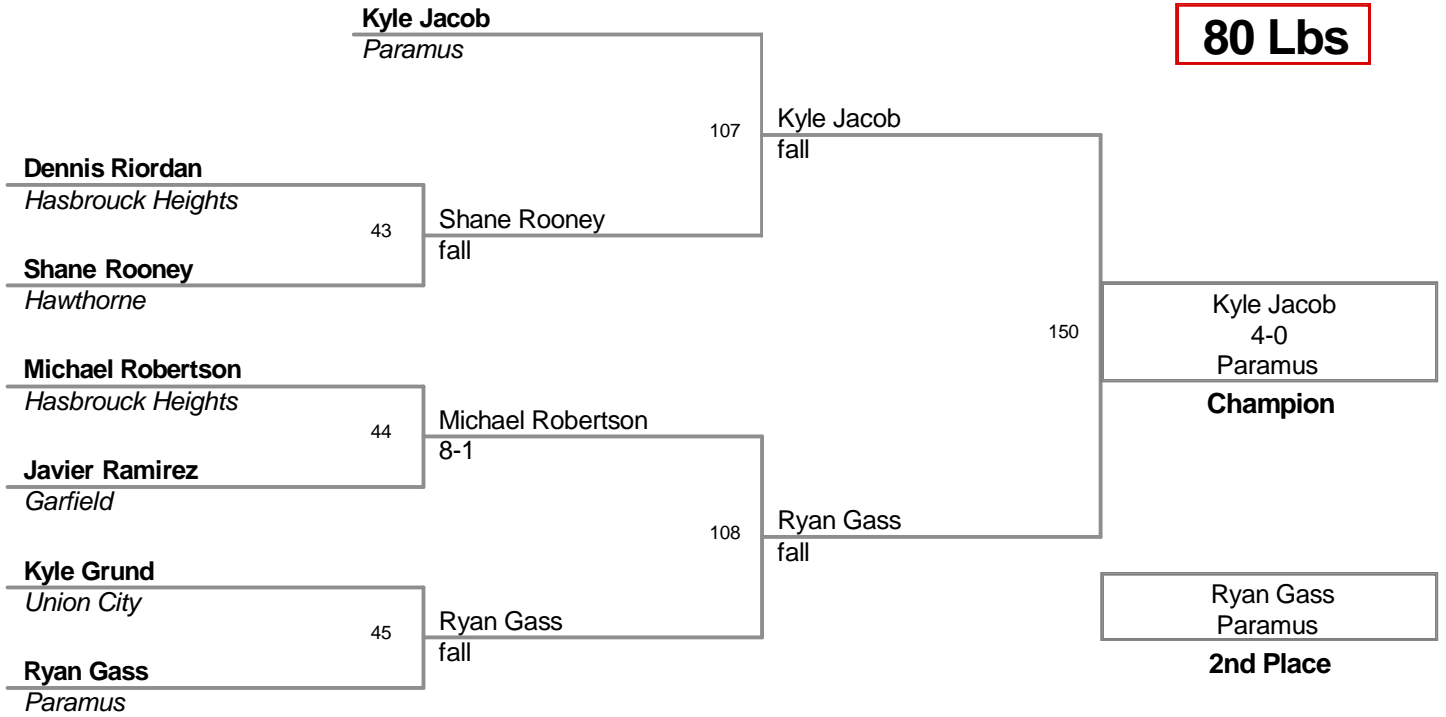 Kyle Jacob
Paramus
80 Lbs
107
Kyle Jacob
fall
Dennis Riordan
Hasbrouck Heights
43
Shane Rooney
fall
Shane Rooney
Hawthorne
150
Kyle Jacob
4-0
Paramus
Champion
Michael Robertson
Hasbrouck Heights
44
Michael Robertson
8-1
Javier Ramirez
Garfield
108
Ryan Gass
fall
Kyle Grund
Union City
45
Ryan Gass
fall
Ryan Gass
Paramus
Ryan Gass
Paramus
2nd Place